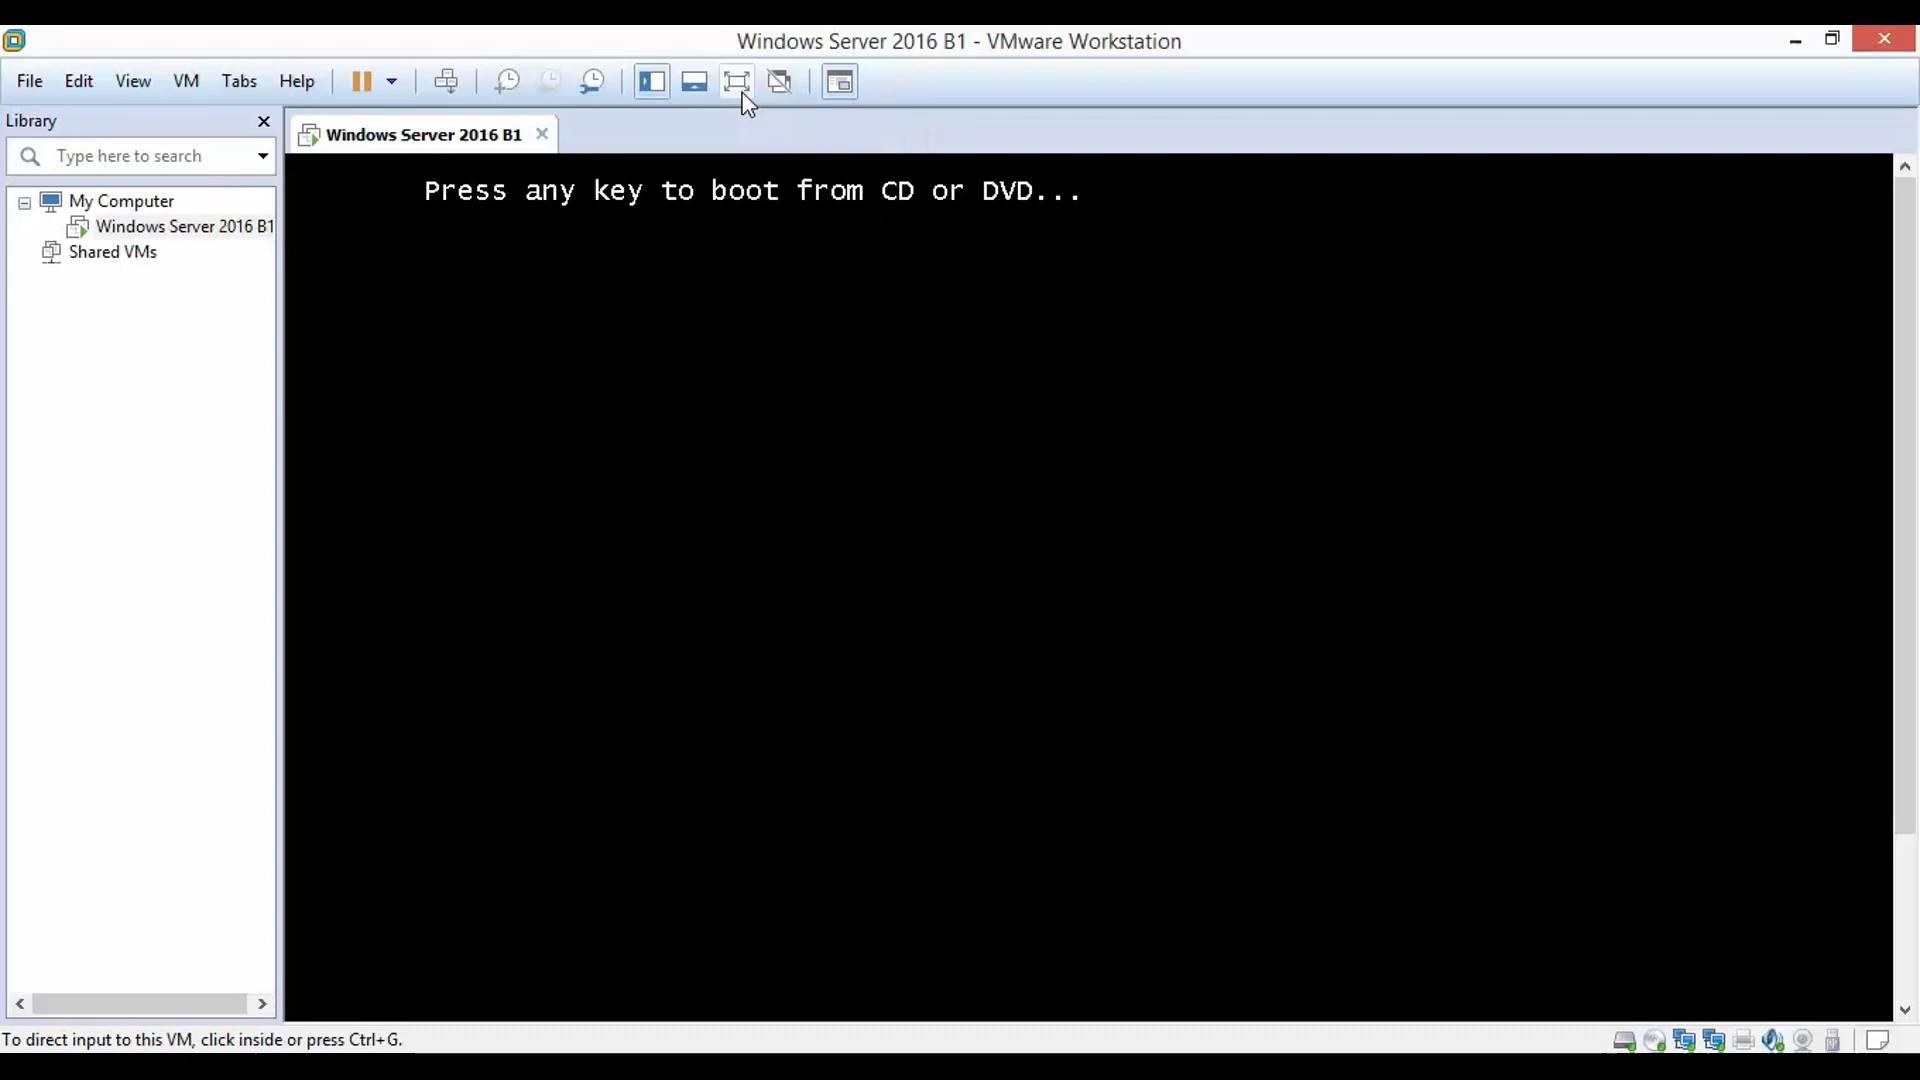 Windows Server 2016 B1 - VMware Workstation
File Edit View VM Tabs Help
Library
Type here to search
My Computer
Windows Server 2016 B1
Shared VMs
Windows Server 2016 B1
Press any key to boot from CD or DVD...
To direct input to this VM, click inside or press Ctrl+G.